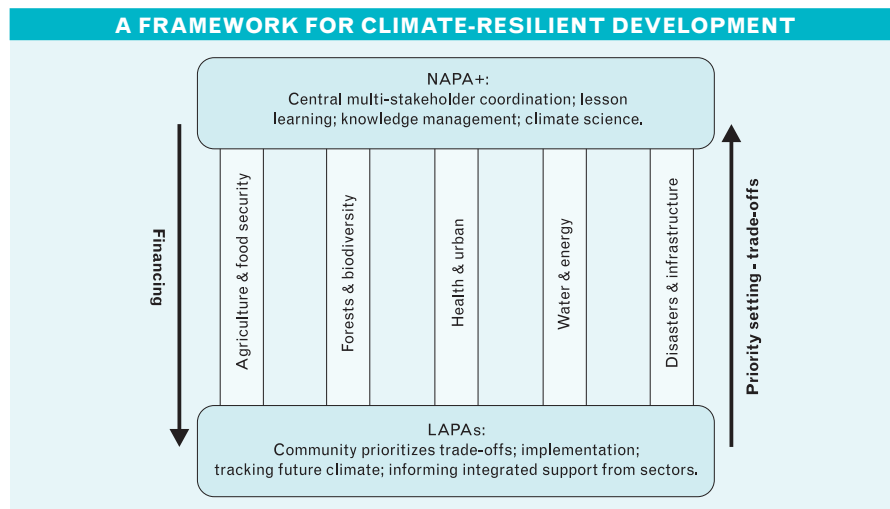 A FRAMEWORK FOR CLIMATE-RESILIENT DEVELOPMENT
NAPA+:
Central multi-stakeholder coordination; lesson
learning; knowledge management; climate science.
Financing
Agriculture & food security
Forests & biodiversity
Health & urban
Water & energy
Disasters & infrastructure
Priority setting - trade-offs
LAPAs:
Community prioritizes trade-offs; implementation;
tracking future climate; informing integrated support from sectors.